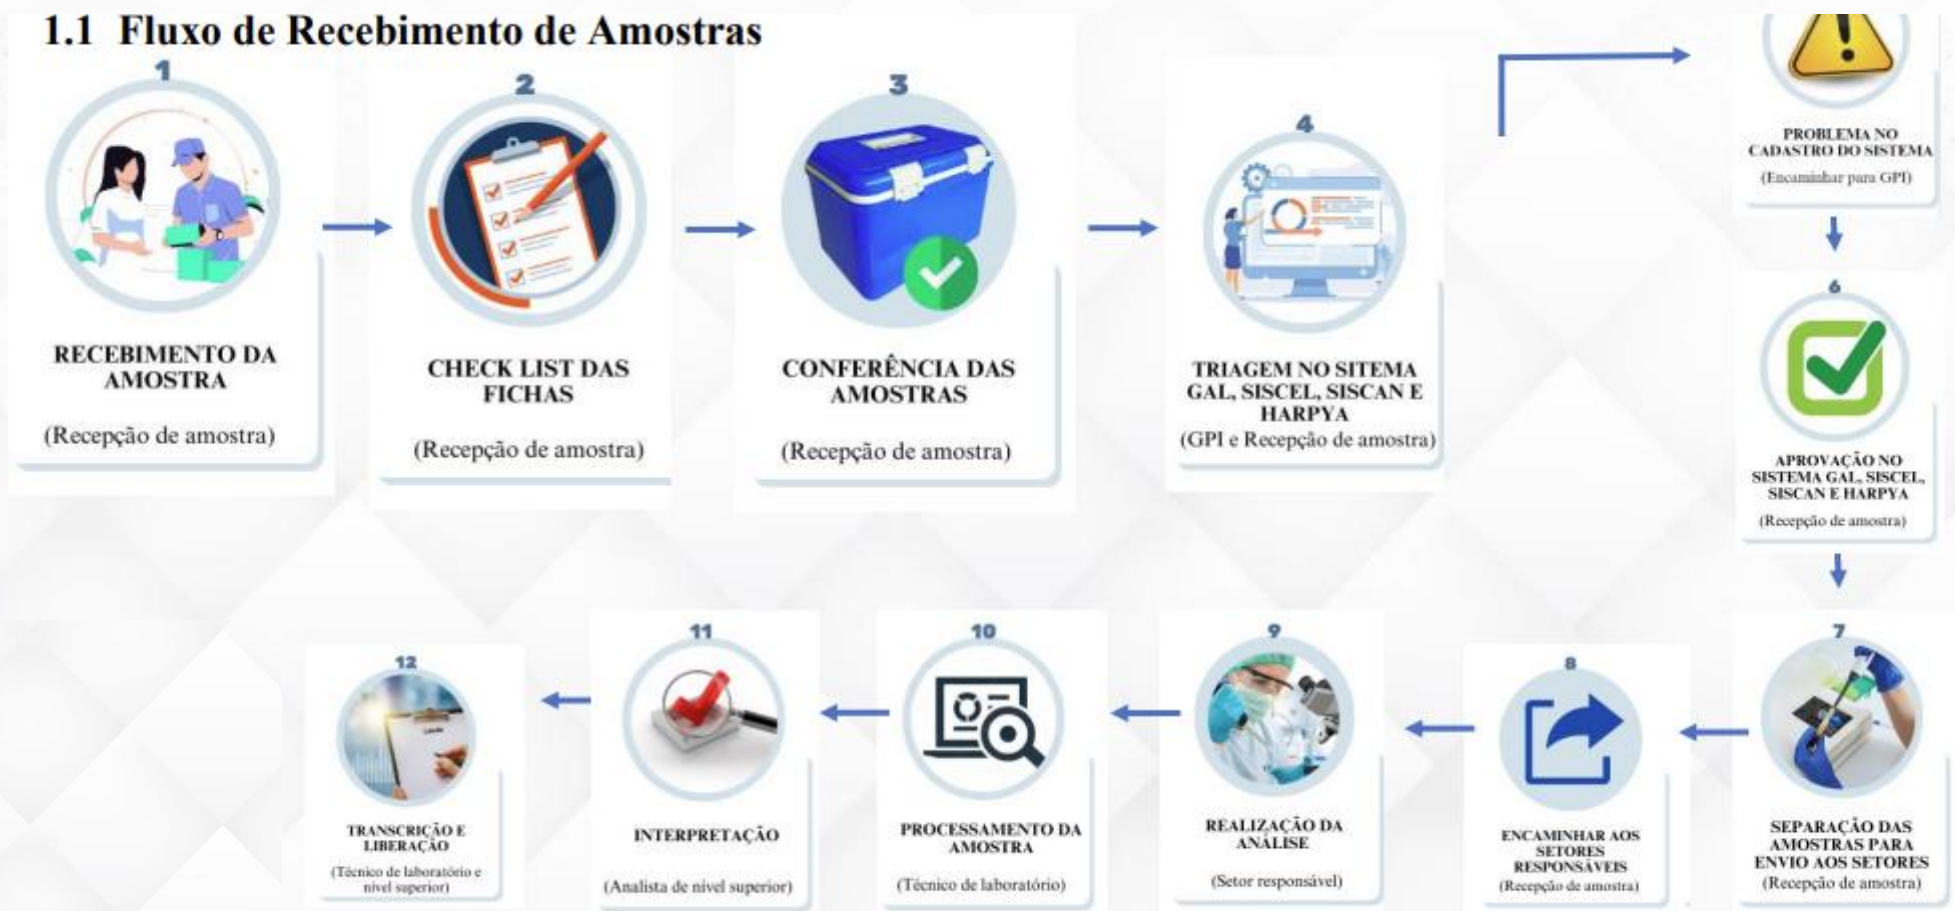 1.1 Fluxo de Recebimento de Amostras
1
RECEBIMENTO DA
AMOSTRA
(Recepção de amostra)
2
CHECK LIST DAS
FICHAS
(Recepção de amostra)
3
CONFERÊNCIA DAS
AMOSTRAS
(Recepção de amostra)
4
TRIAGEM NO SITEMA
GAL, SISCEL, SISCAN E
HARPYA
(GPI e Recepção de amostra)
PROBLEMA NO
CADASTRO DO SISTEMA
(Encaminhar para GPI)
6
APROVAÇÃO NO
SISTEMA GAL, SISCEL,
SISCAN E HARPYA
(Recepção de amostra)
7
SEPARAÇÃO DAS
AMOSTRAS PARA
ENVIO AOS SETORES
(Recepção de amostra)
8
ENCAMINHAR AOS
SETORES
RESPONSÁVEIS
(Recepção de amostra)
9
REALIZAÇÃO DA
ANÁLISE
(Setor responsável)
10
PROCESSAMENTO DA
AMOSTRA
(Técnico de laboratório)
11
INTERPRETAÇÃO
(Analista de nível superior)
12
TRANSCRIÇÃO E
LIBERAÇÃO
(Técnico de laboratório e
nível superior)